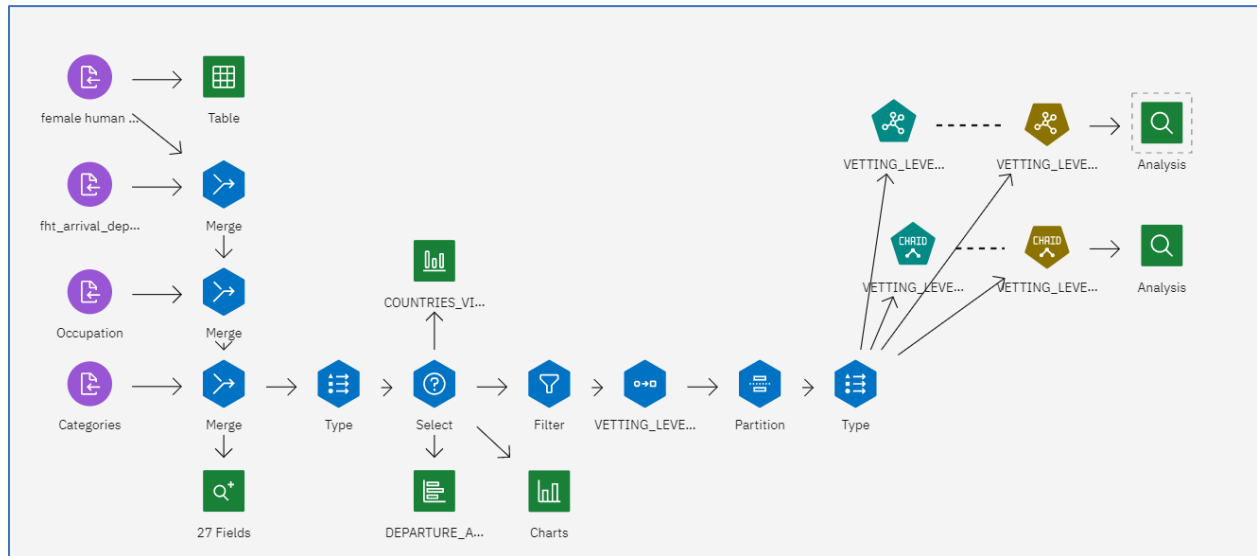 female human ...
Table
VETTING_LEVE...
VETTING_LEVE...
Analysis
fht_arrival_dep...
Merge
CHAID
CHAID
COUNTRIES_VI...
VETTING_LEVE...
VETTING_LEVE...
Analysis
Occupation
Merge
Categories
Merge
Type
Select
Filter
VETTING_LEVE...
Partition
Type
27 Fields
DEPARTURE_A...
Charts